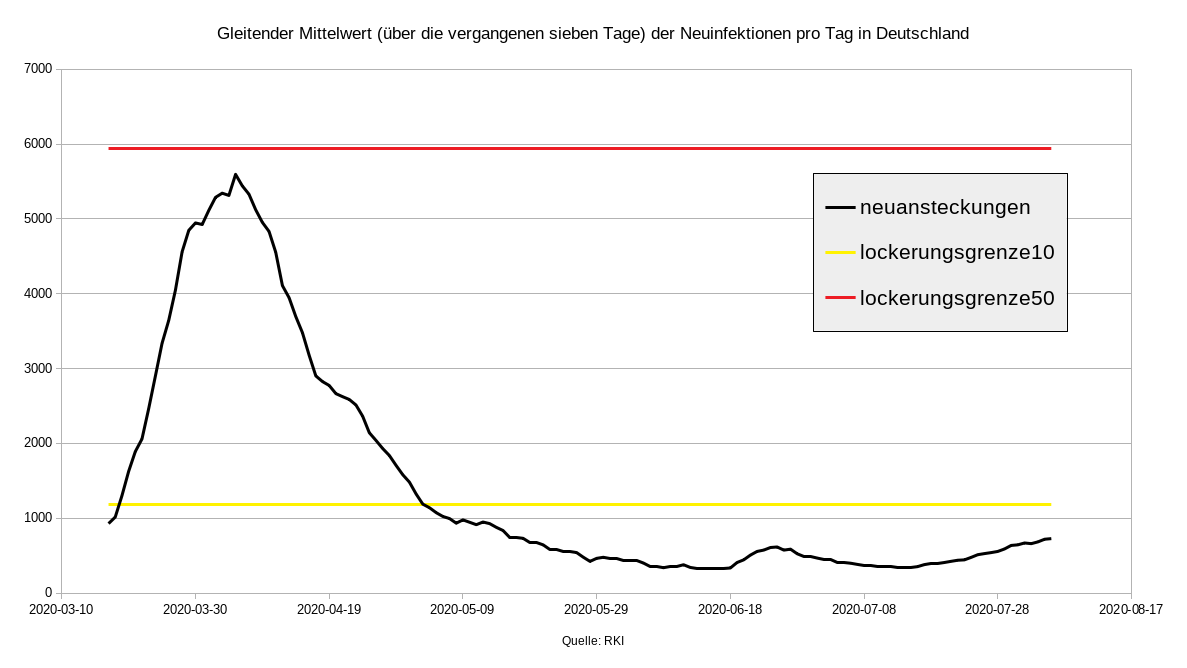 Gleitender Mittelwert (über die vergangenen sieben Tage) der Neuinfektionen pro Tag in Deutschland
7000
6000
5000
4000
3000
2000
1000
0
neuansteckungen
lockerungsgrenze10
lockerungsgrenze50
2020-03-10 2020-03-30 2020-04-19 2020-05-09 2020-05-29 2020-06-18 2020-07-08 2020-07-28 2020-08-17
Quelle: RKI